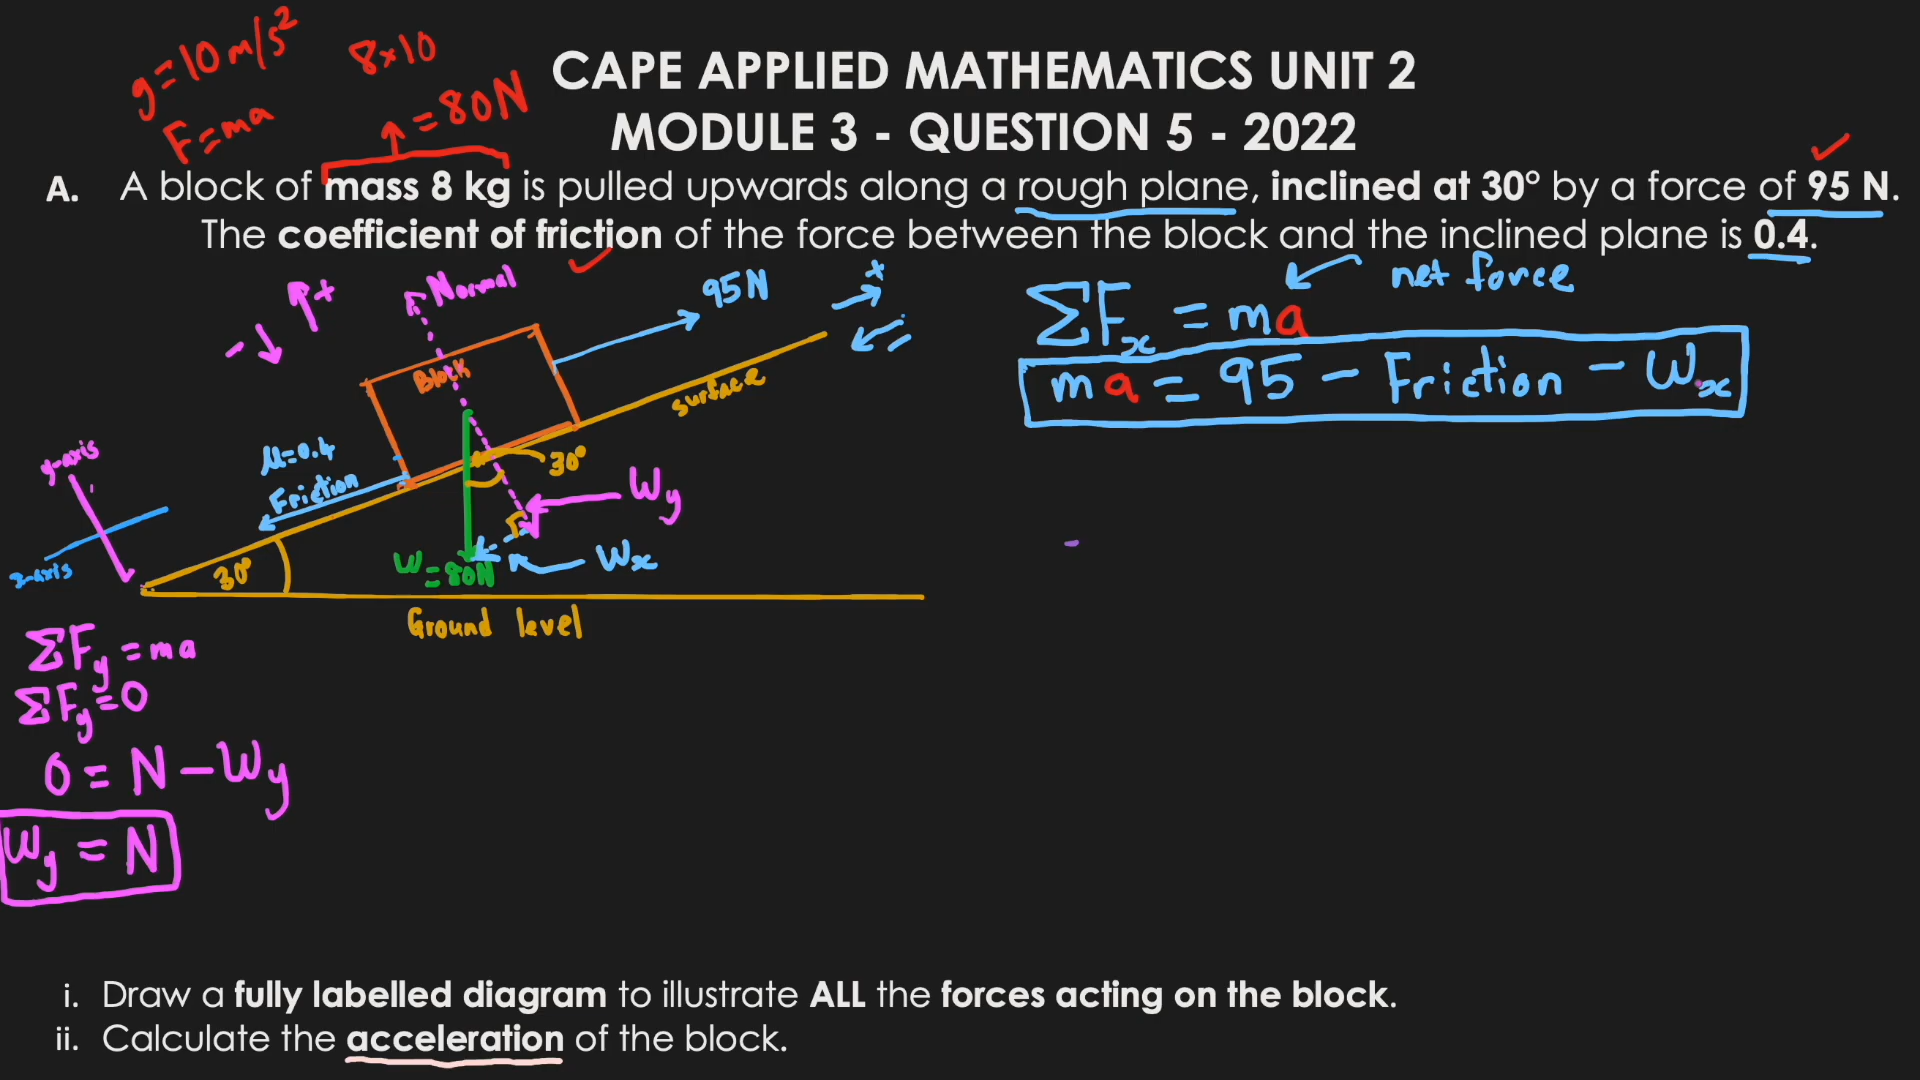 g=10m/s²
8×10
F=ma
=80N
CAPE APPLIED MATHEMATICS UNIT 2
MODULE 3 - QUESTION 5 - 2022
A. A block of mass 8 kg is pulled upwards along a rough plane, inclined at 30° by a force of 95 N.
The coefficient of friction of the force between the block and the inclined plane is 0.4.
+
-
Normal
95N
+
-
Block
surface
μ=0.4
Friction
30°
Wy
y-axis
x-axis
30°
W=80N
Wx
Ground level
ΣFy=ma
ΣFy=0
0=N-Wy
Wy=N
net force
ΣFx=ma
ma=95-Friction-Wx
-
i. Draw a fully labelled diagram to illustrate ALL the forces acting on the block.
ii. Calculate the acceleration of the block.